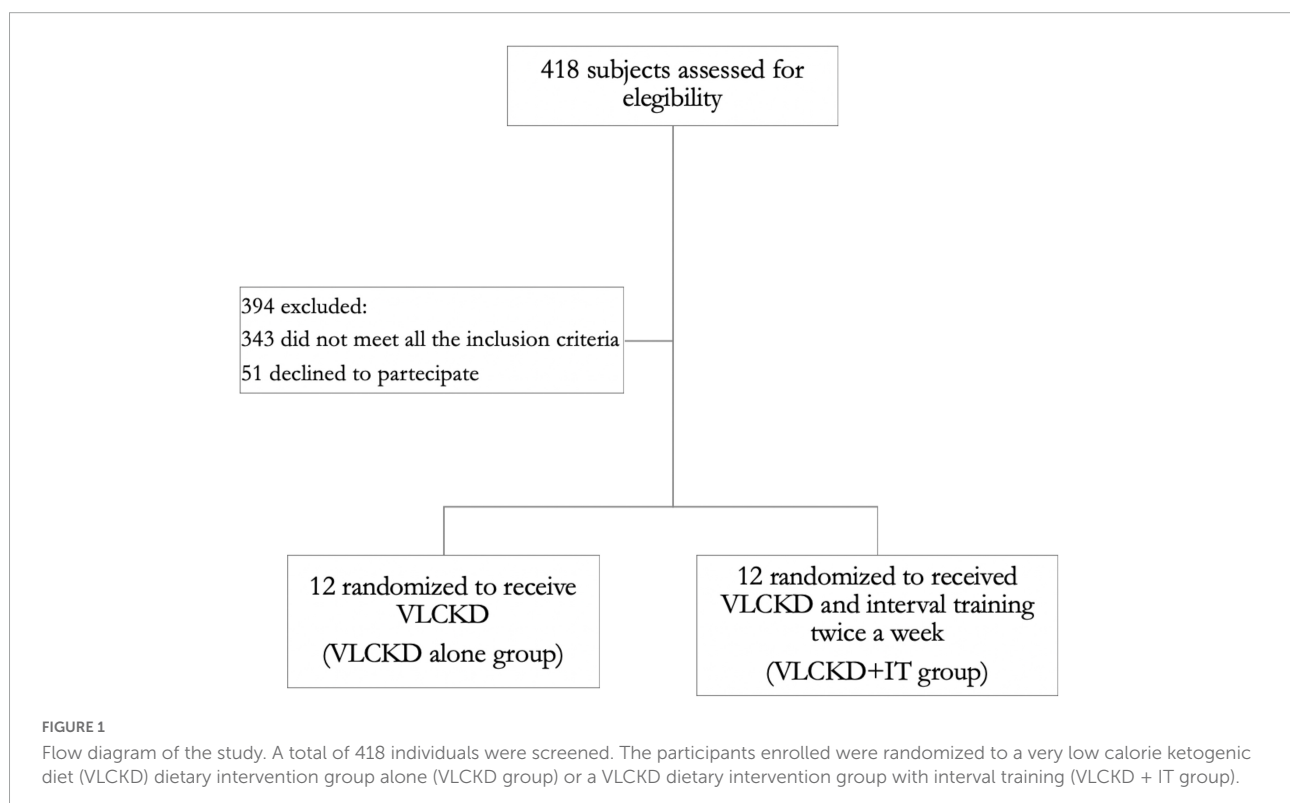 418 subjects assessed for
elegibility
394 excluded:
343 did not meet all the inclusion criteria
51 declined to partecipate
12 randomized to receive
VLCKD
(VLCKD alone group)
12 randomized to received
VLCKD and interval training
twice a week
(VLCKD+IT group)
FIGURE 1
Flow diagram of the study. A total of 418 individuals were screened. The participants enrolled were randomized to a very low calorie ketogenic
diet (VLCKD) dietary intervention group alone (VLCKD group) or a VLCKD dietary intervention group with interval training (VLCKD + IT group).